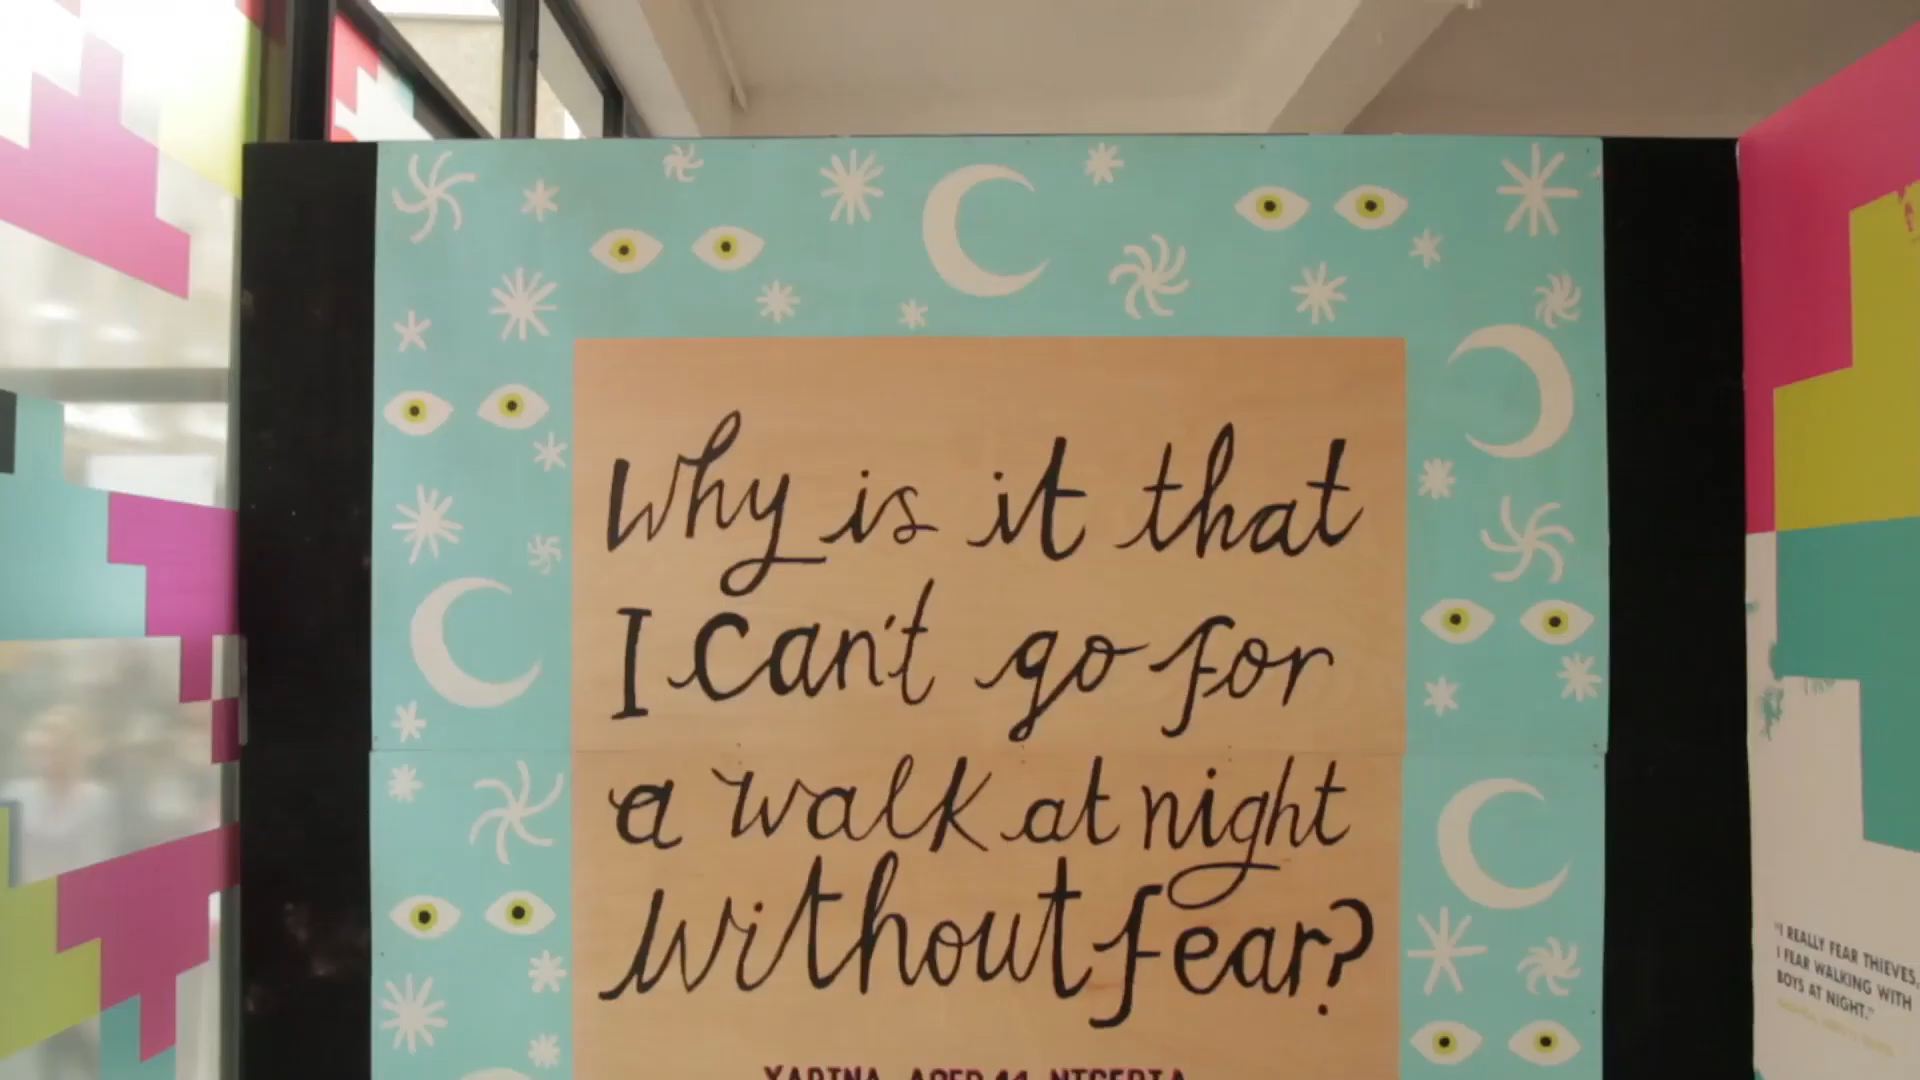 Why is it that
I can't go for
a walk at night
without fear?
NIGERIA
"I REALLY FEAR THIEVES,
I FEAR WALKING WITH
BOYS AT NIGHT."